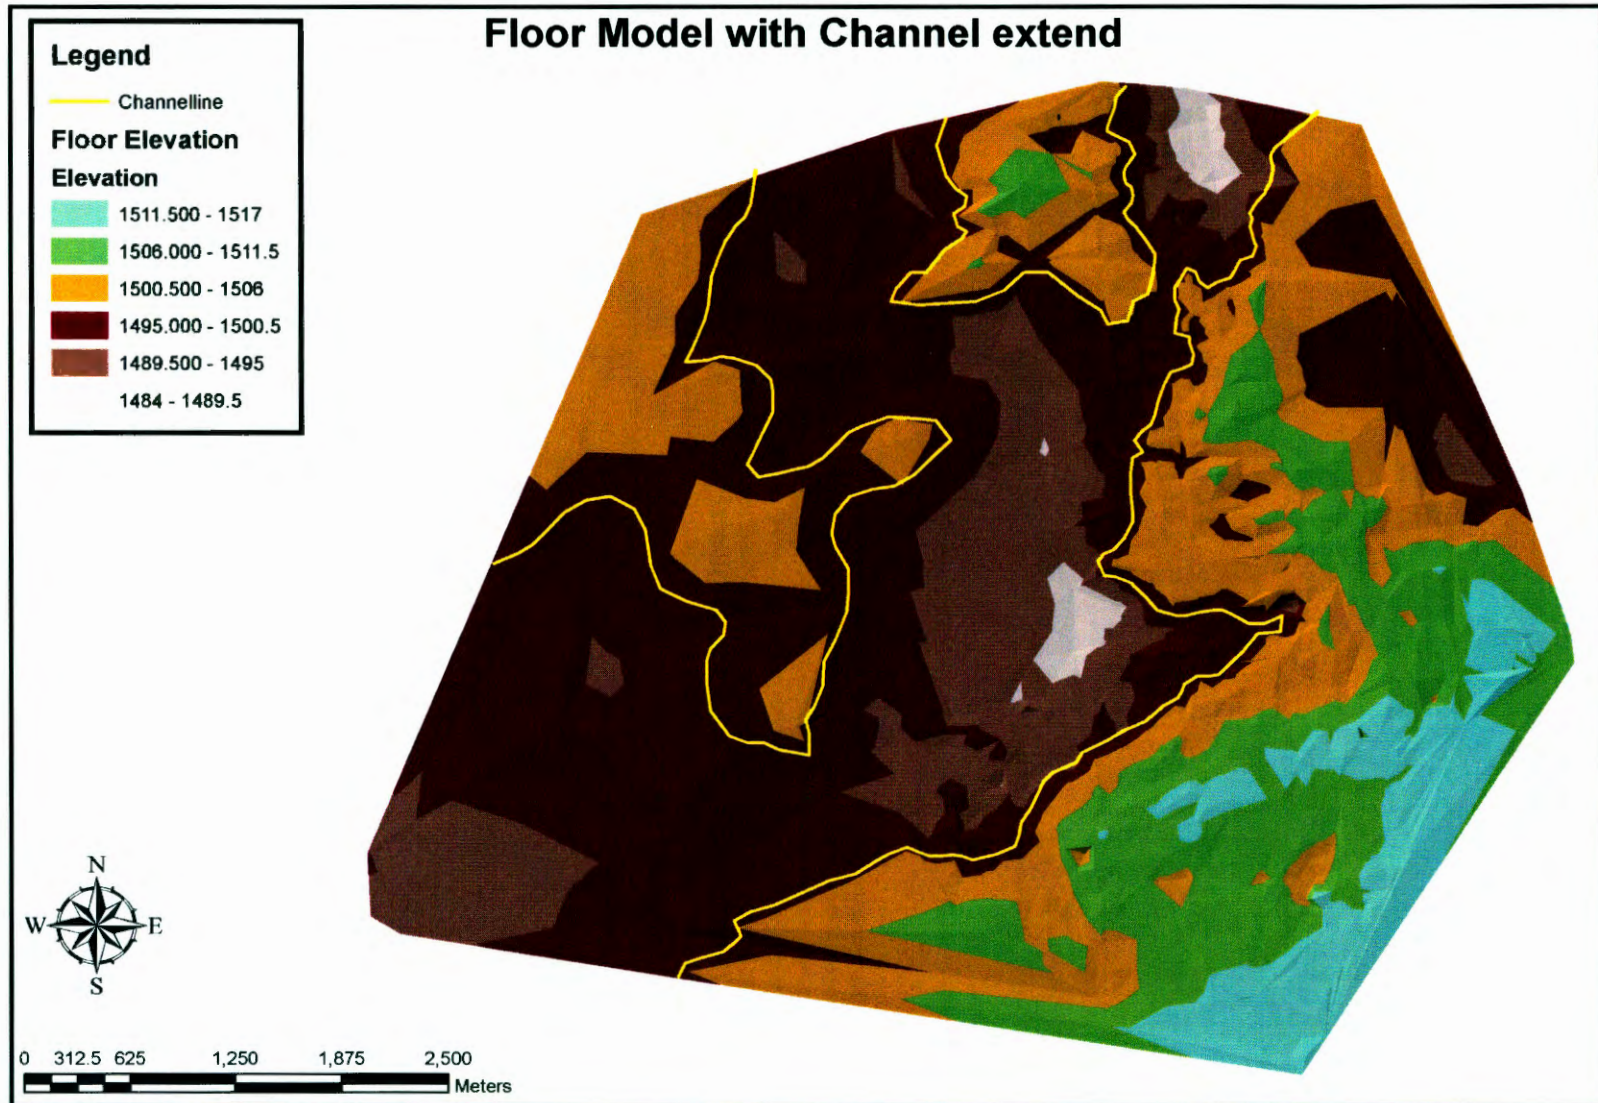 Floor Model with Channel extend
Legend
Channelline
Floor Elevation
Elevation
1511.500 - 1517
1506.000 - 1511.5
1500.500 - 1506
1495.000 - 1500.5
1489.500 - 1495
1484 - 1489.5
N
W E
S
0 312.5 625 1,250 1,875 2,500
Meters